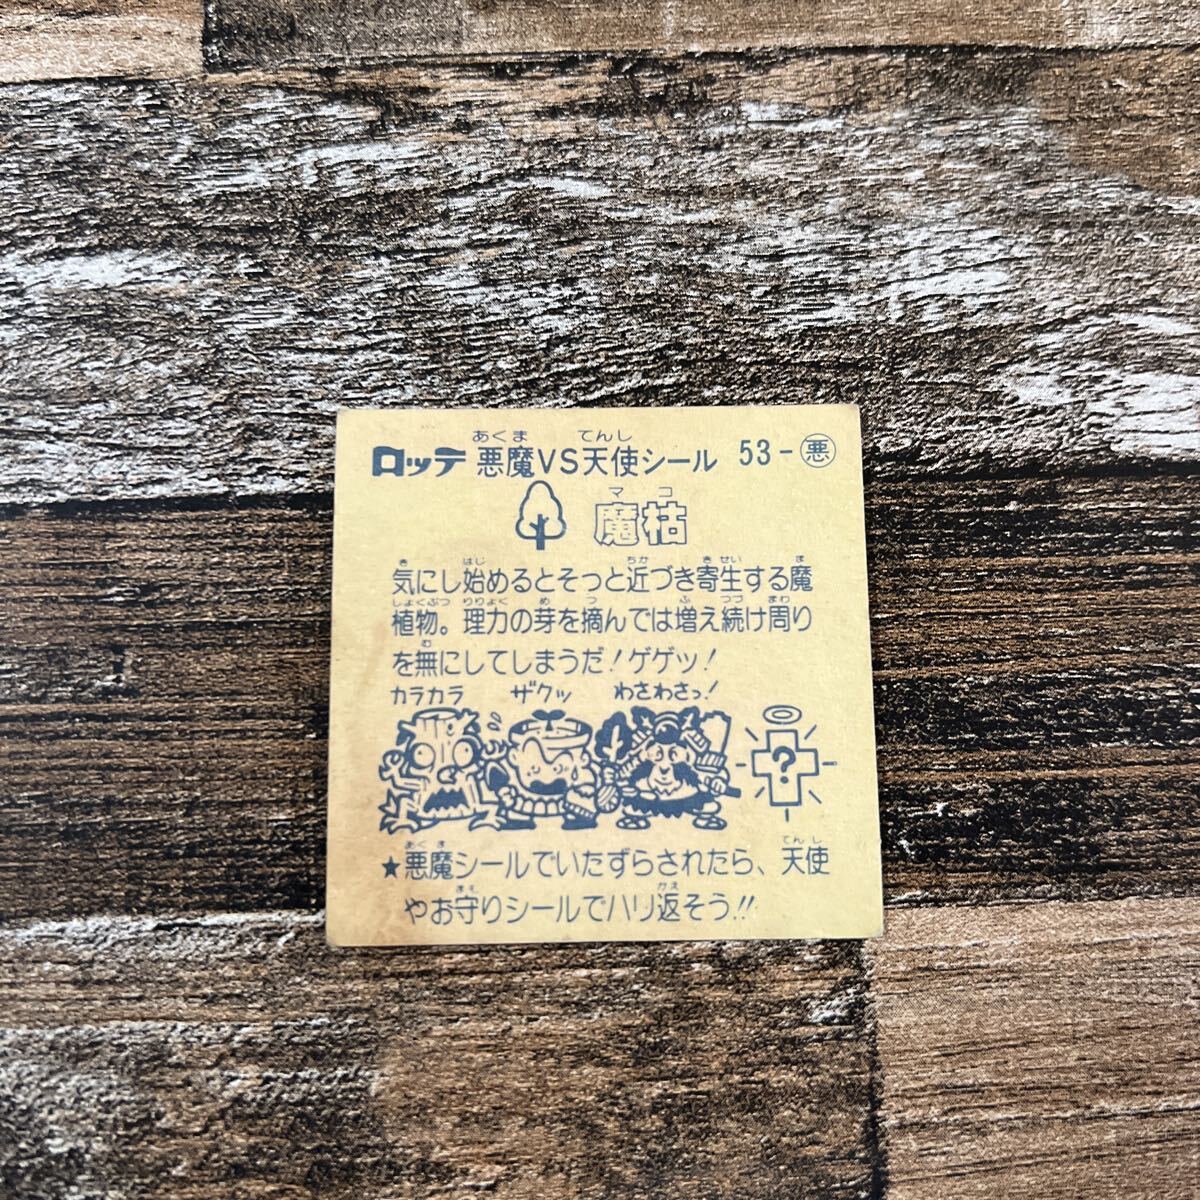 あくま てんし
ロッテ 悪魔VS天使シール 53-悪
マコ
魔枯
き はじ ちか きせい ま
気にし始めるとそっと近づき寄生する魔
しょくぶつ りりょく め つ ふ つづ まわ
植物。理力の芽を摘んでは増え続け周り
む
を無にしてしまうだ!ゲゲッ!
カラカラ ザクッ わさわさっ!
?
あくま てんし
★悪魔シールでいたずらされたら、天使
まも かえ
やお守りシールでハリ返そう!!